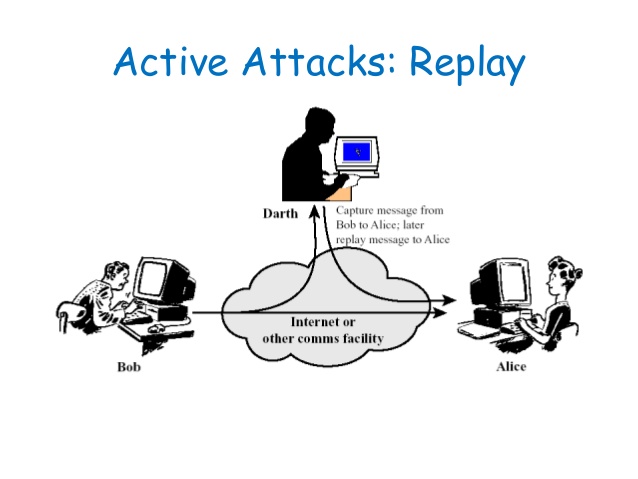 Active Attacks: Replay
Darth
Capture message from
Bob to Alice; later
replay message to Alice
Internet or
other comms facility
Bob
Alice